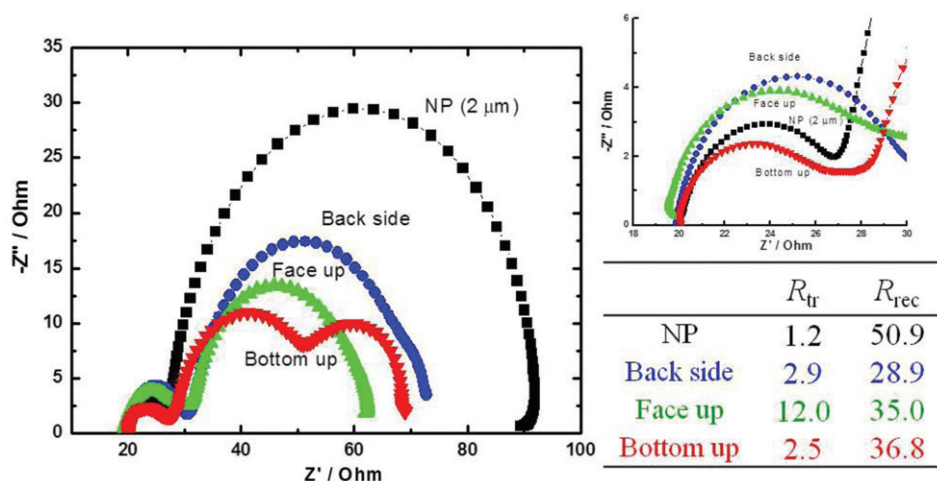 35
30
25
20
15
10
5
0
-Z" / Ohm
NP (2 μm)
Back side
Face up
Bottom up
20 40 60 80 100
Z' / Ohm
6
4
2
0
-Z" / Ohm
Back side
Face up
NP (2 μm)
Bottom up
18 20 22 24 26 28 30
Z' / Ohm
Rtr Rrec
NP 1.2 50.9
Back side 2.9 28.9
Face up 12.0 35.0
Bottom up 2.5 36.8